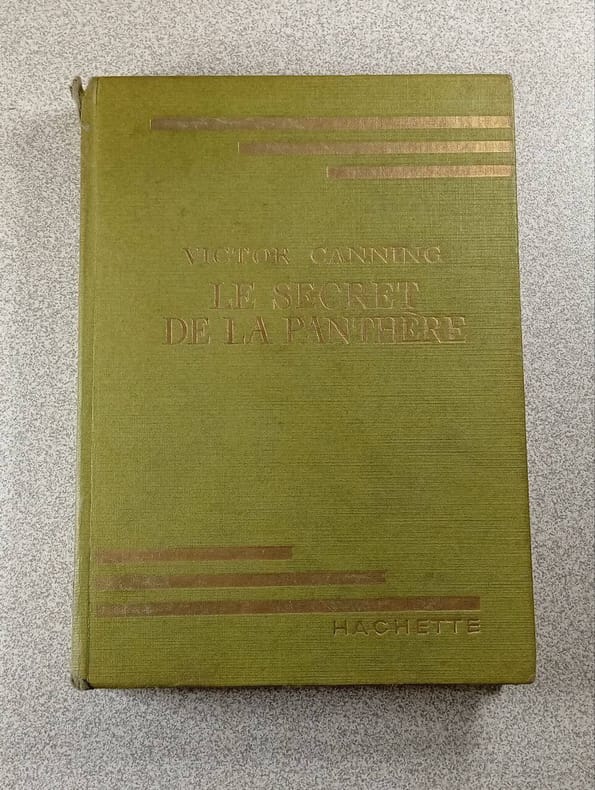 VICTOR CANNING
LE SECRET
DE LA PANTHÈRE
HACHETTE